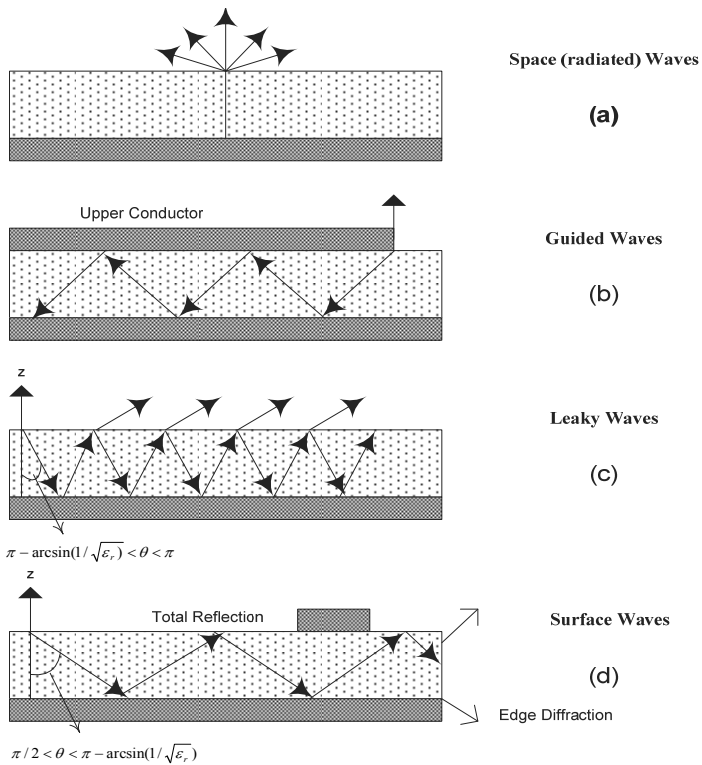 Space (radiated) Waves
(a)
Upper Conductor
Guided Waves
(b)
z
Leaky Waves
(c)
π − arcsin(1/√εr) < θ < π
z
Total Reflection
Surface Waves
(d)
Edge Diffraction
π/2 < θ < π − arcsin(1/√εr)